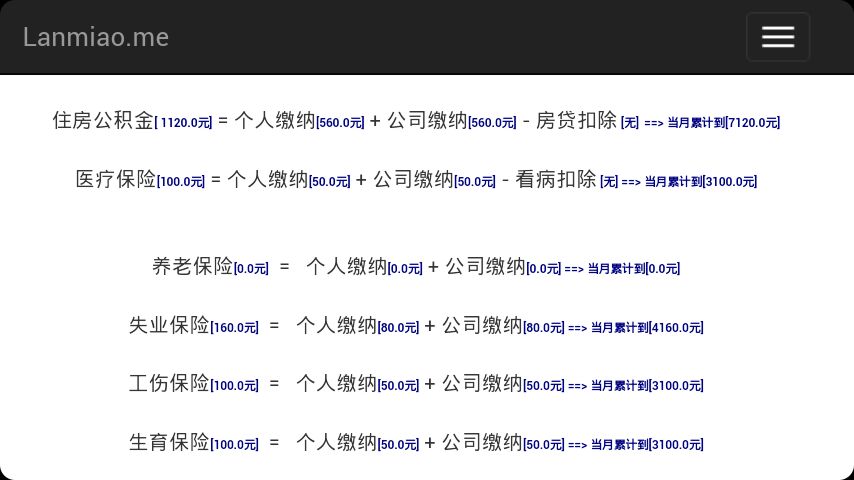 Lanmiao.me
住房公积金[ 1120.0元] = 个人缴纳[560.0元] + 公司缴纳[560.0元] - 房贷扣除 [无] ==> 当月累计到[7120.0元]
医疗保险[100.0元] = 个人缴纳[50.0元] + 公司缴纳[50.0元] - 看病扣除 [无] ==> 当月累计到[3100.0元]
养老保险[0.0元] = 个人缴纳[0.0元] + 公司缴纳[0.0元] ==> 当月累计到[0.0元]
失业保险[160.0元] = 个人缴纳[80.0元] + 公司缴纳[80.0元] ==> 当月累计到[4160.0元]
工伤保险[100.0元] = 个人缴纳[50.0元] + 公司缴纳[50.0元] ==> 当月累计到[3100.0元]
生育保险[100.0元] = 个人缴纳[50.0元] + 公司缴纳[50.0元] ==> 当月累计到[3100.0元]